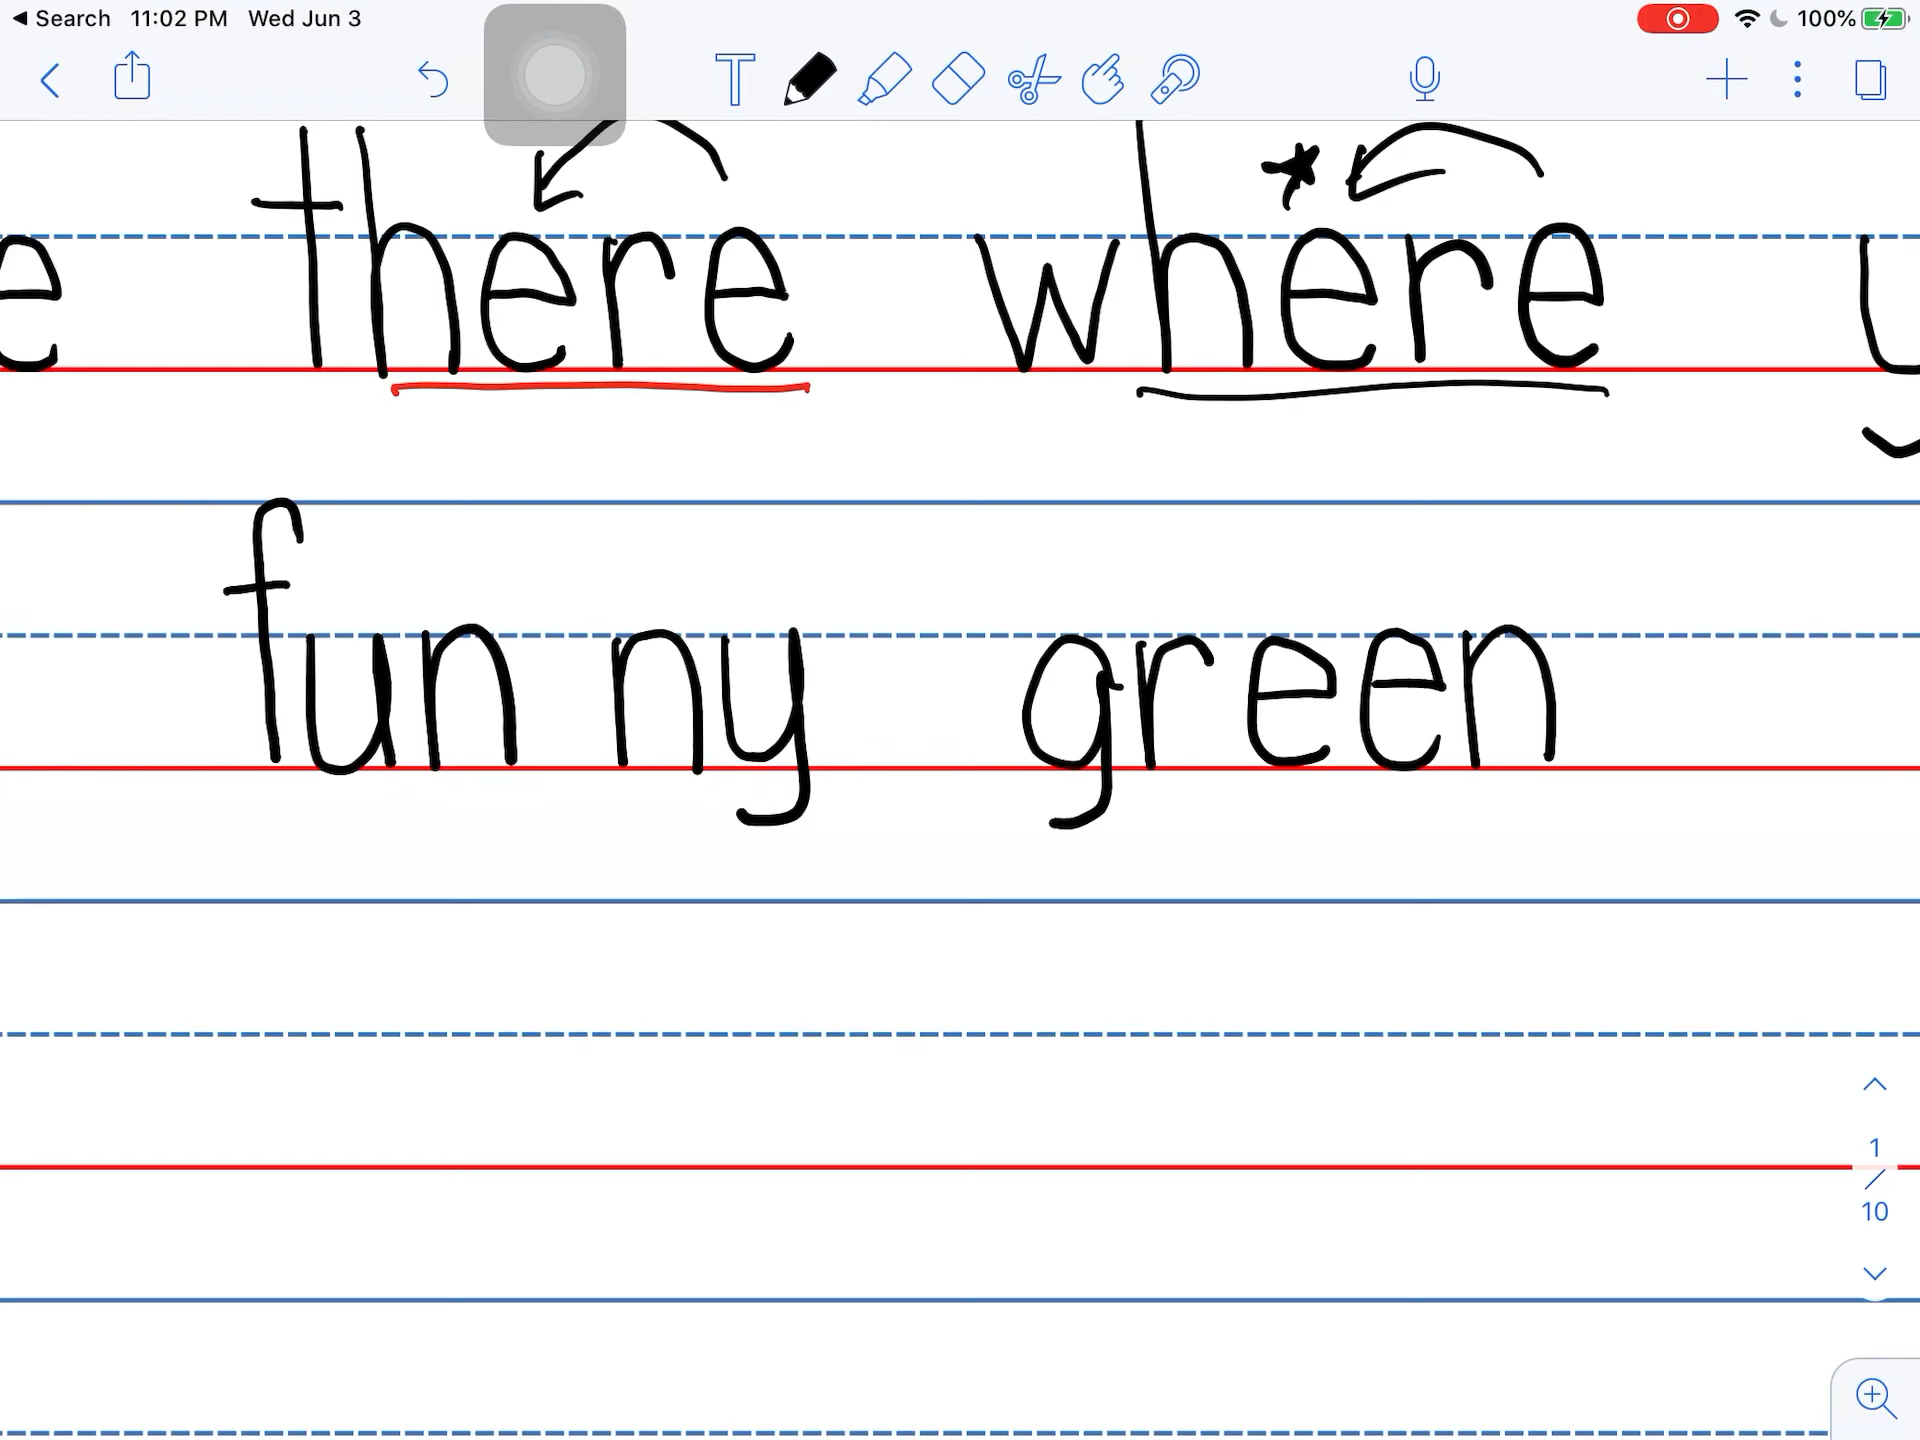 Search 11:02 PM Wed Jun 3 100%
e there where y
fun ny green
1
/
10